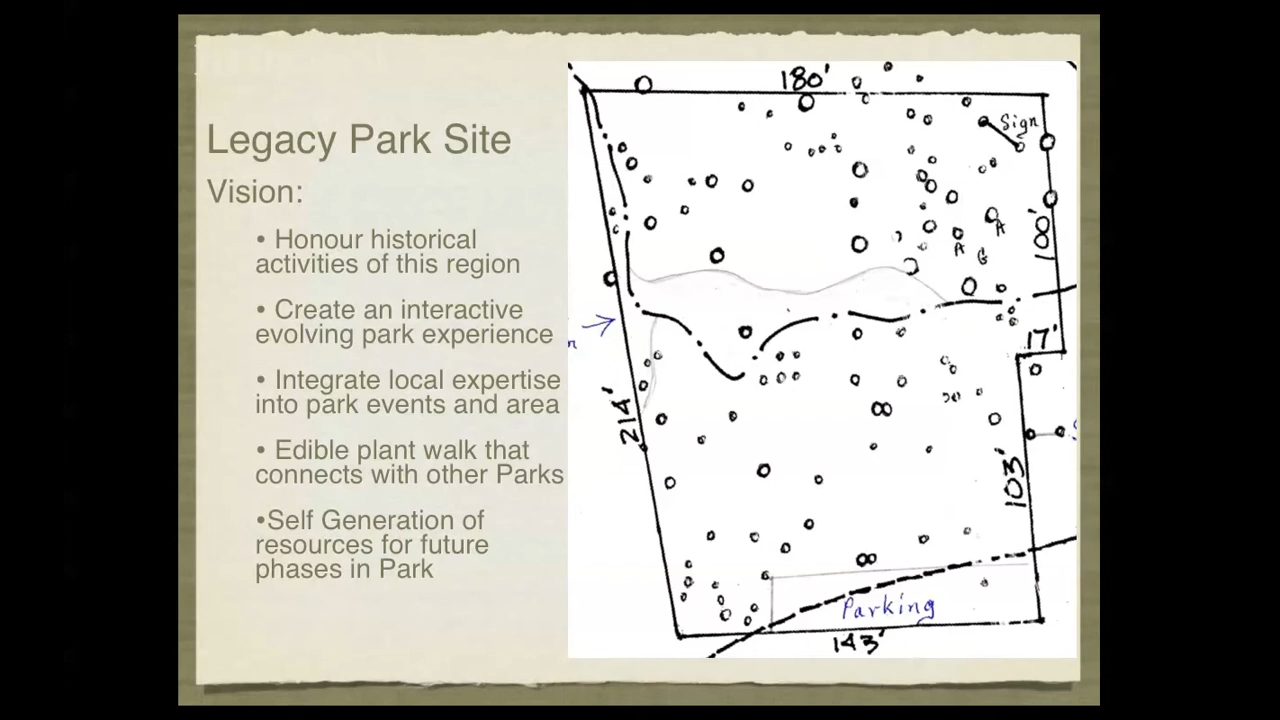 Legacy Park Site
Vision:
• Honour historical
activities of this region
• Create an interactive
evolving park experience
• Integrate local expertise
into park events and area
• Edible plant walk that
connects with other Parks
•Self Generation of
resources for future
phases in Park
180'
Sign
100'
A
A
G
17'
214'
103'
Parking
143'